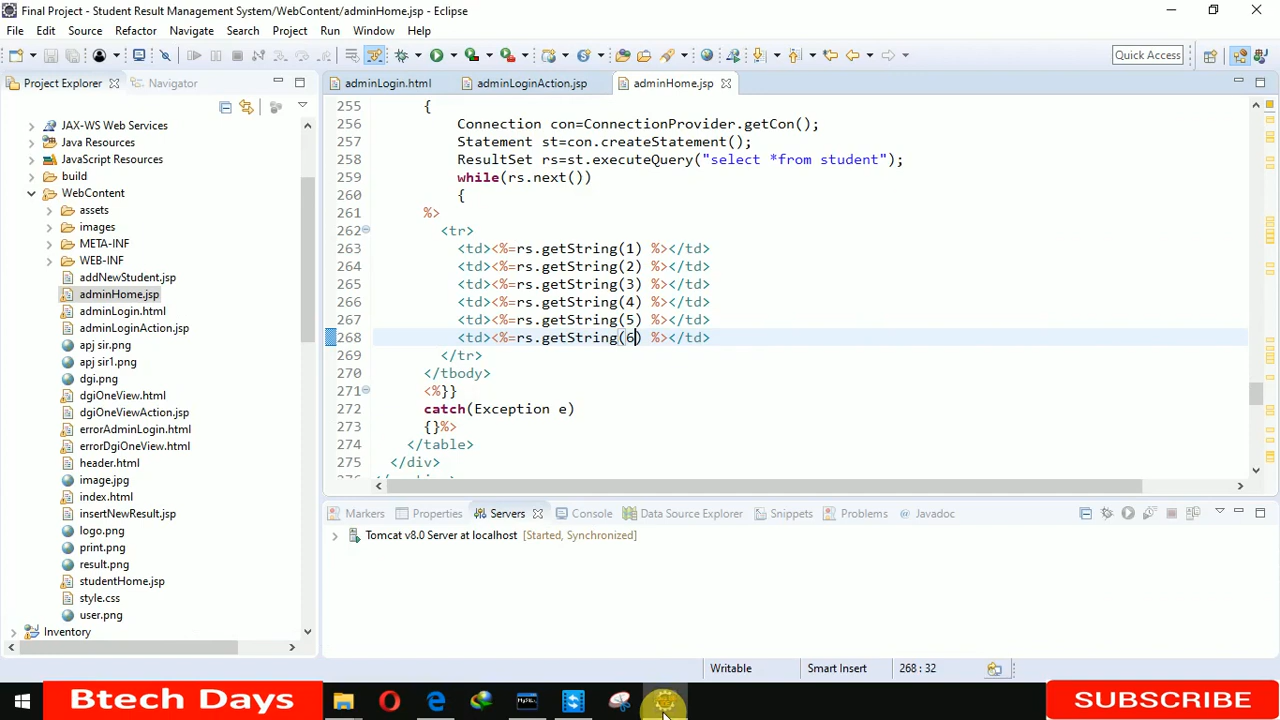 Final Project - Student Result Management System/WebContent/adminHome.jsp - Eclipse
File Edit Source Refactor Navigate Search Project Run Window Help
Quick Access
Project Explorer Navigator
adminLogin.html adminLoginAction.jsp adminHome.jsp
JAX-WS Web Services
Java Resources
JavaScript Resources
build
WebContent
assets
images
META-INF
WEB-INF
addNewStudent.jsp
adminHome.jsp
adminLogin.html
adminLoginAction.jsp
apj sir.png
apj sir1.png
dgi.png
dgiOneView.html
dgiOneViewAction.jsp
errorAdminLogin.html
errorDgiOneView.html
header.html
image.jpg
index.html
insertNewResult.jsp
logo.png
print.png
result.png
studentHome.jsp
style.css
user.png
Inventory
255 {
256 Connection con=ConnectionProvider.getCon();
257 Statement st=con.createStatement();
258 ResultSet rs=st.executeQuery("select *from student");
259 while(rs.next())
260 {
261 %>
262 <tr>
263 <td><%=rs.getString(1) %></td>
264 <td><%=rs.getString(2) %></td>
265 <td><%=rs.getString(3) %></td>
266 <td><%=rs.getString(4) %></td>
267 <td><%=rs.getString(5) %></td>
268 <td><%=rs.getString(6) %></td>
269 </tr>
270 </tbody>
271 <%}}
272 catch(Exception e)
273 {}%>
274 </table>
275 </div>
Markers Properties Servers Console Data Source Explorer Snippets Problems Javadoc
Tomcat v8.0 Server at localhost [Started, Synchronized]
Writable Smart Insert 268 : 32
Btech Days
SUBSCRIBE